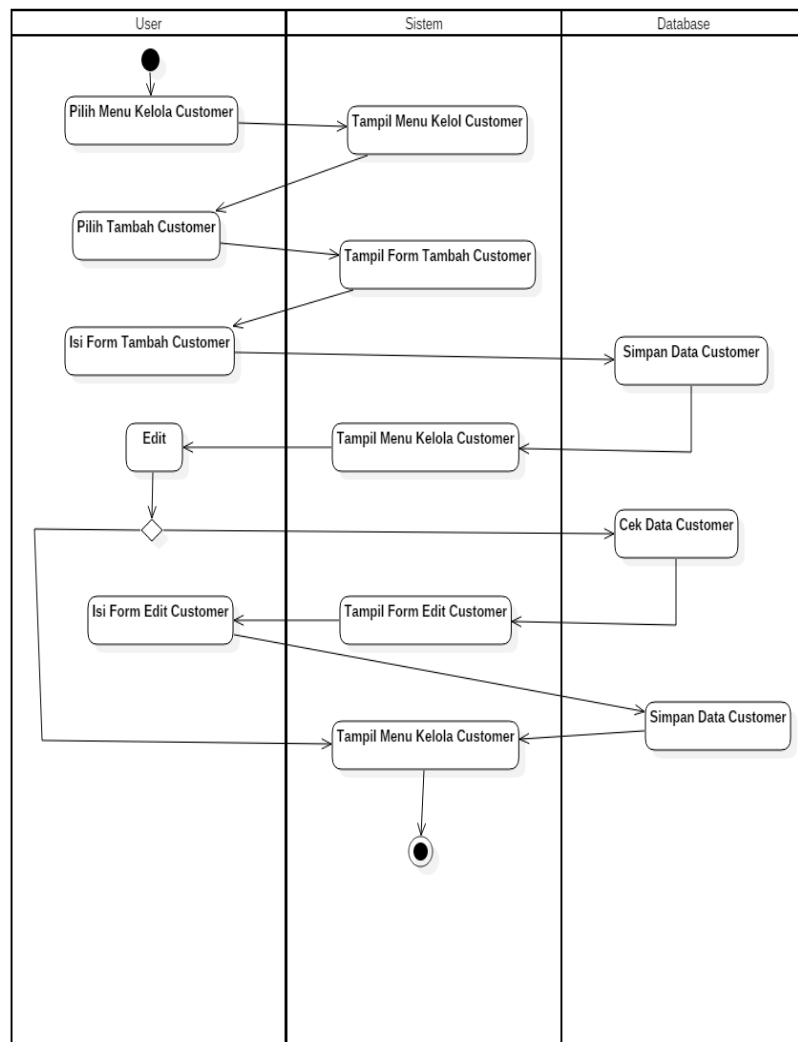 User
Sistem
Database
Pilih Menu Kelola Customer
Tampil Menu Kelol Customer
Pilih Tambah Customer
Tampil Form Tambah Customer
Isi Form Tambah Customer
Simpan Data Customer
Edit
Tampil Menu Kelola Customer
Cek Data Customer
Isi Form Edit Customer
Tampil Form Edit Customer
Simpan Data Customer
Tampil Menu Kelola Customer